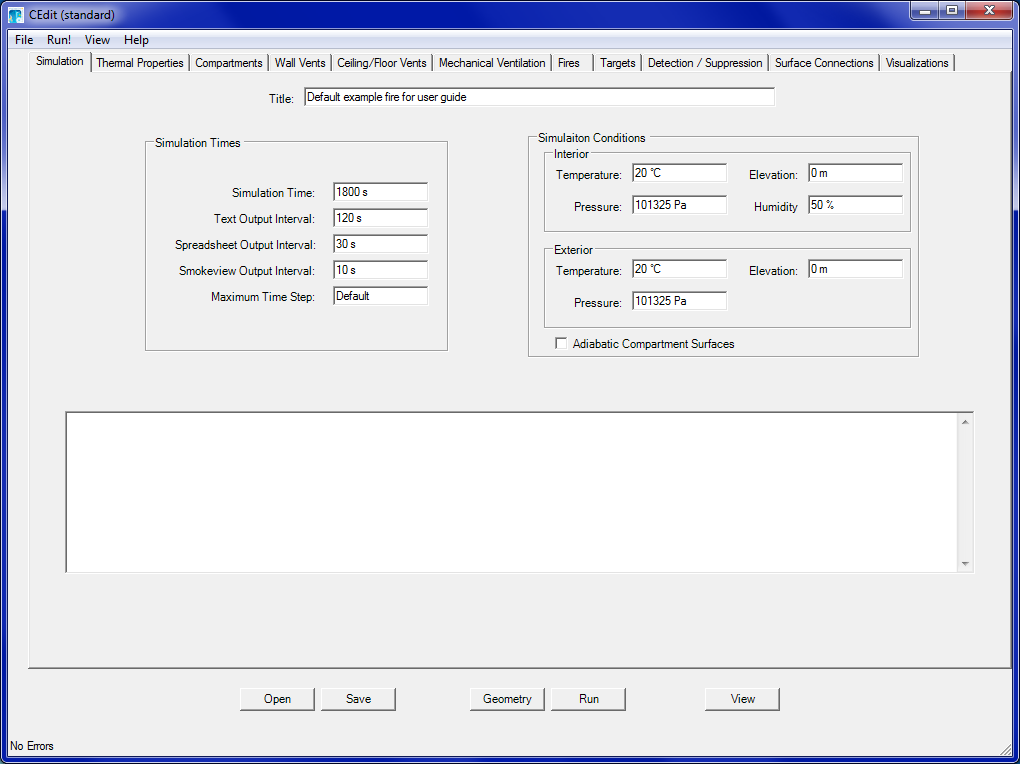 CEdit (standard)
File Run! View Help
Simulation Thermal Properties Compartments Wall Vents Ceiling/Floor Vents Mechanical Ventilation Fires Targets Detection / Suppression Surface Connections Visualizations
Title: Default example fire for user guide
Simulation Times
Simulation Time: 1800 s
Text Output Interval: 120 s
Spreadsheet Output Interval: 30 s
Smokeview Output Interval: 10 s
Maximum Time Step: Default
Simulaiton Conditions
Interior
Temperature: 20 °C Elevation: 0 m
Pressure: 101325 Pa Humidity 50 %
Exterior
Temperature: 20 °C Elevation: 0 m
Pressure: 101325 Pa
Adiabatic Compartment Surfaces
Open Save Geometry Run View
No Errors